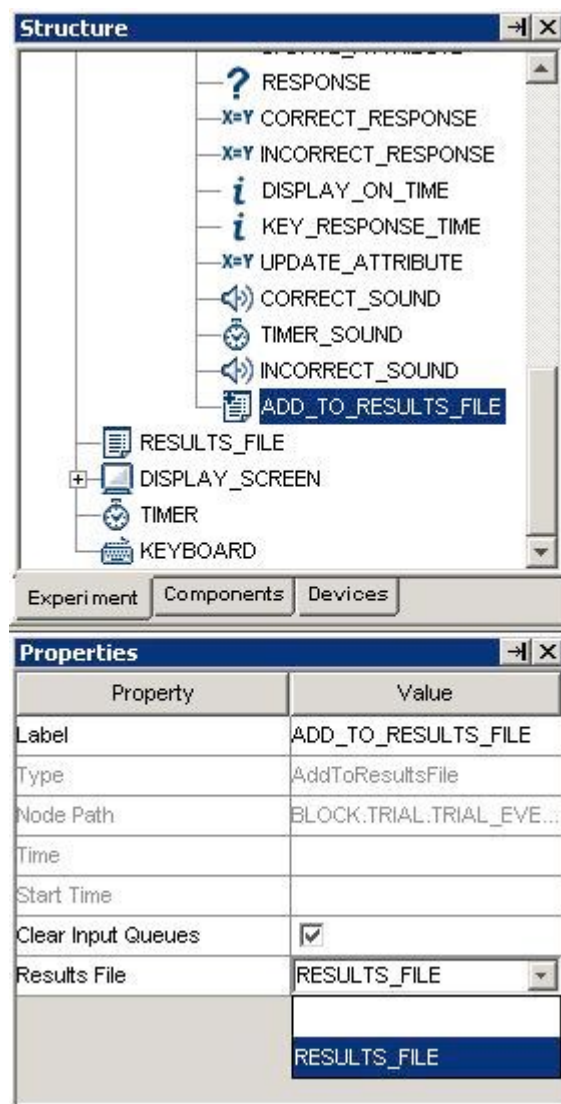 Structure
RESPONSE
X=Y CORRECT_RESPONSE
X=Y INCORRECT_RESPONSE
DISPLAY_ON_TIME
KEY_RESPONSE_TIME
X=Y UPDATE_ATTRIBUTE
CORRECT_SOUND
TIMER_SOUND
INCORRECT_SOUND
ADD_TO_RESULTS_FILE
RESULTS_FILE
DISPLAY_SCREEN
TIMER
KEYBOARD
Experiment Components Devices
Properties
Property Value
Label ADD_TO_RESULTS_FILE
Type AddToResultsFile
Node Path BLOCK.TRIAL.TRIAL_EVE...
Time
Start Time
Clear Input Queues
Results File RESULTS_FILE
RESULTS_FILE